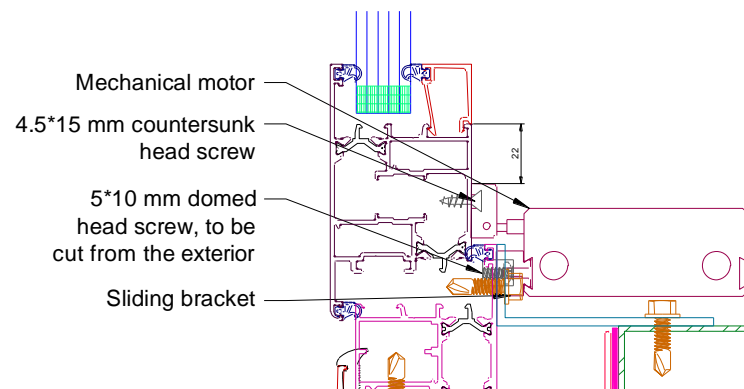 Mechanical motor
4.5*15 mm countersunk
head screw
22
5*10 mm domed
head screw, to be
cut from the exterior
Sliding bracket